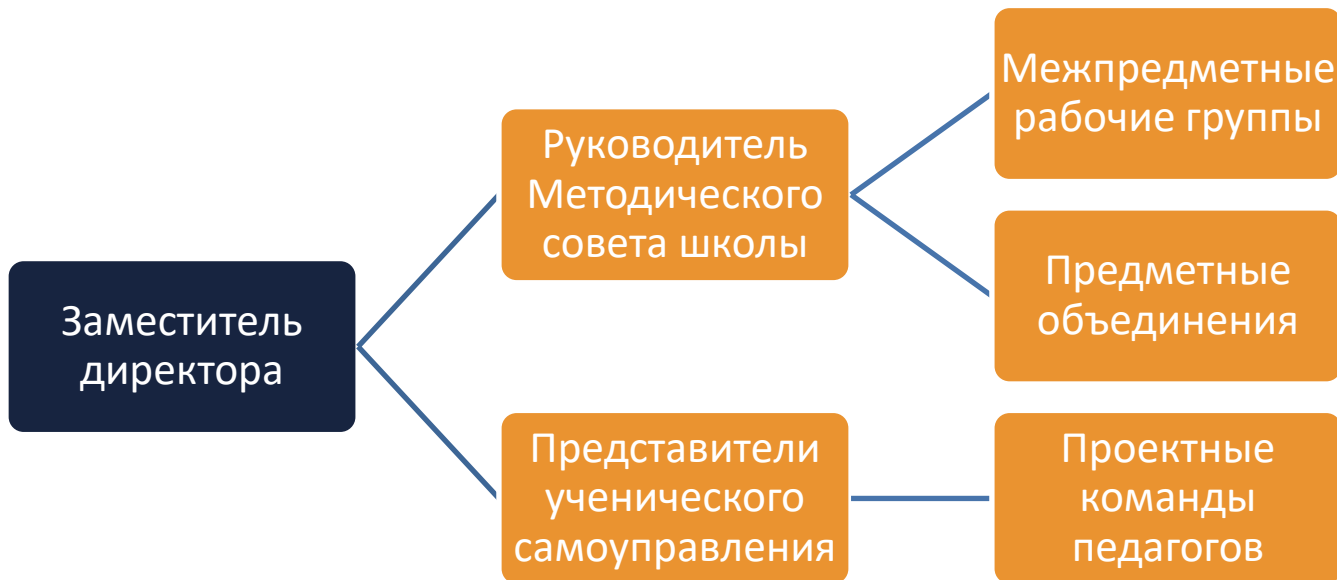 Заместитель
директора
Руководитель
Методического
совета школы
Представители
ученического
самоуправления
Межпредметные
рабочие группы
Предметные
объединения
Проектные
команды
педагогов